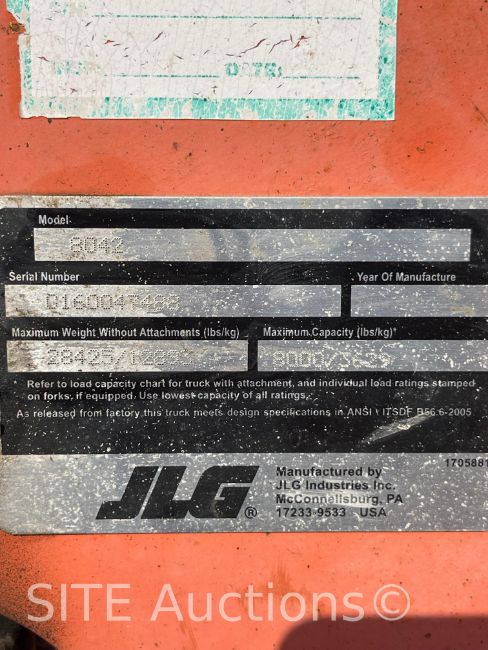 DATE:
Model
8042
Serial Number
Year Of Manufacture
0160047488
Maximum Weight Without Attachments (lbs/kg)
Maximum Capacity (lbs/kg)*
Refer to load capacity chart for truck with attachment, and individual load ratings stamped
on forks, if equipped. Use lowest capacity of all ratings.
As released from factory this truck meets design specifications in ANSI \ ITSDF B56.6-2005
JLG®
Manufactured by
JLG Industries Inc.
McConnellsburg, PA
17233-9533 USA
1705881
SITE Auctions©